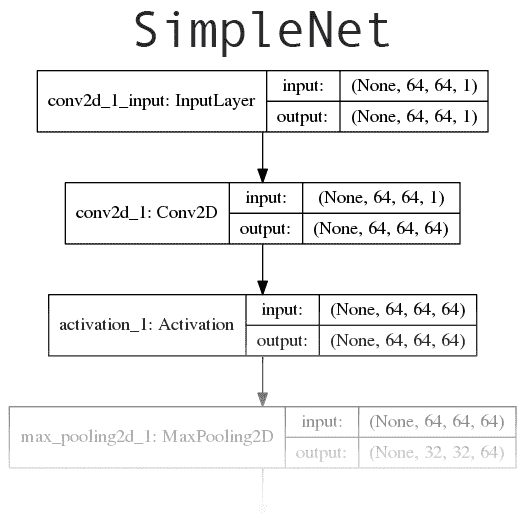 SimpleNet
conv2d_1_input: InputLayer
input: (None, 64, 64, 1)
output: (None, 64, 64, 1)
conv2d_1: Conv2D
input: (None, 64, 64, 1)
output: (None, 64, 64, 64)
activation_1: Activation
input: (None, 64, 64, 64)
output: (None, 64, 64, 64)
max_pooling2d_1: MaxPooling2D
input: (None, 64, 64, 64)
output: (None, 32, 32, 64)